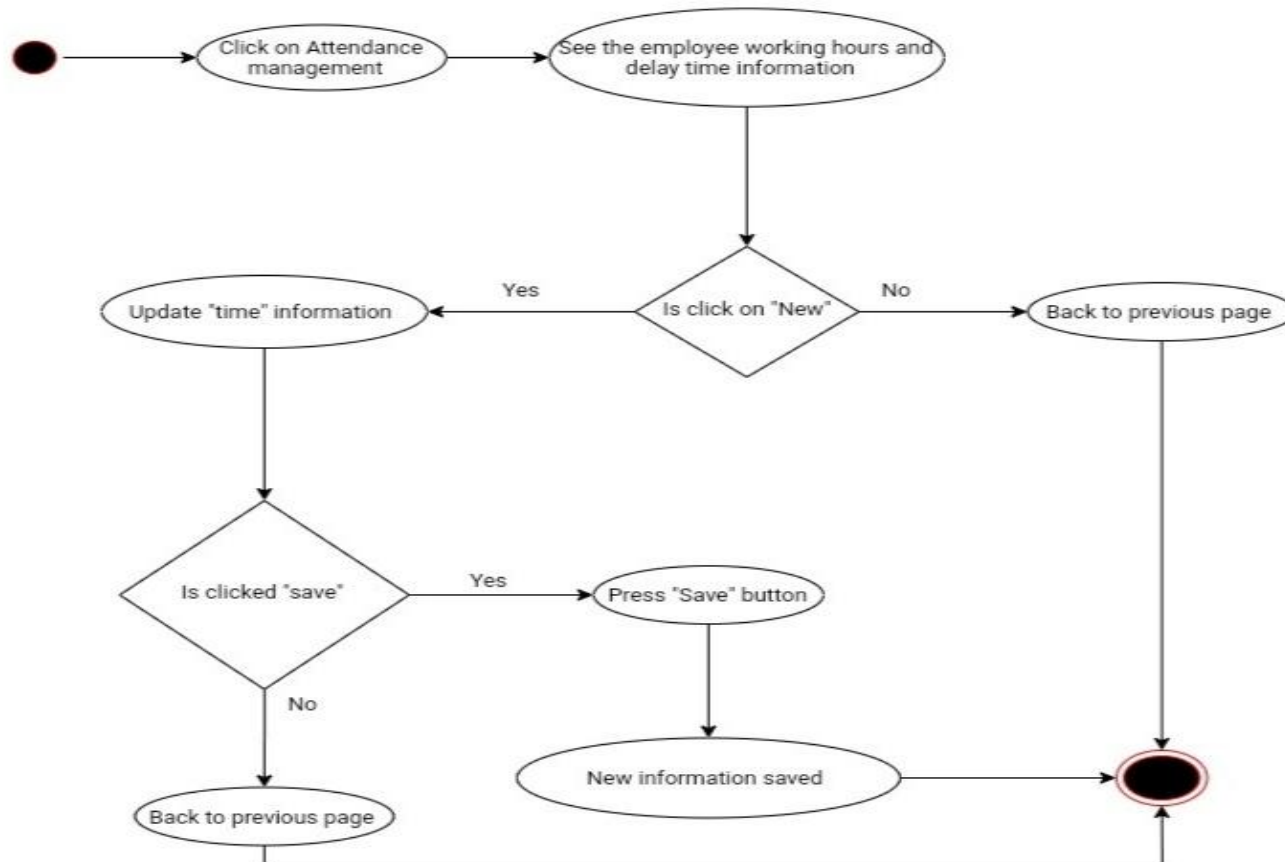 Click on Attendance
management
See the employee working hours and
delay time information
Yes
No
Update "time" information
Is click on "New"
Back to previous page
Is clicked "save"
Yes
Press "Save" button
No
New information saved
Back to previous page